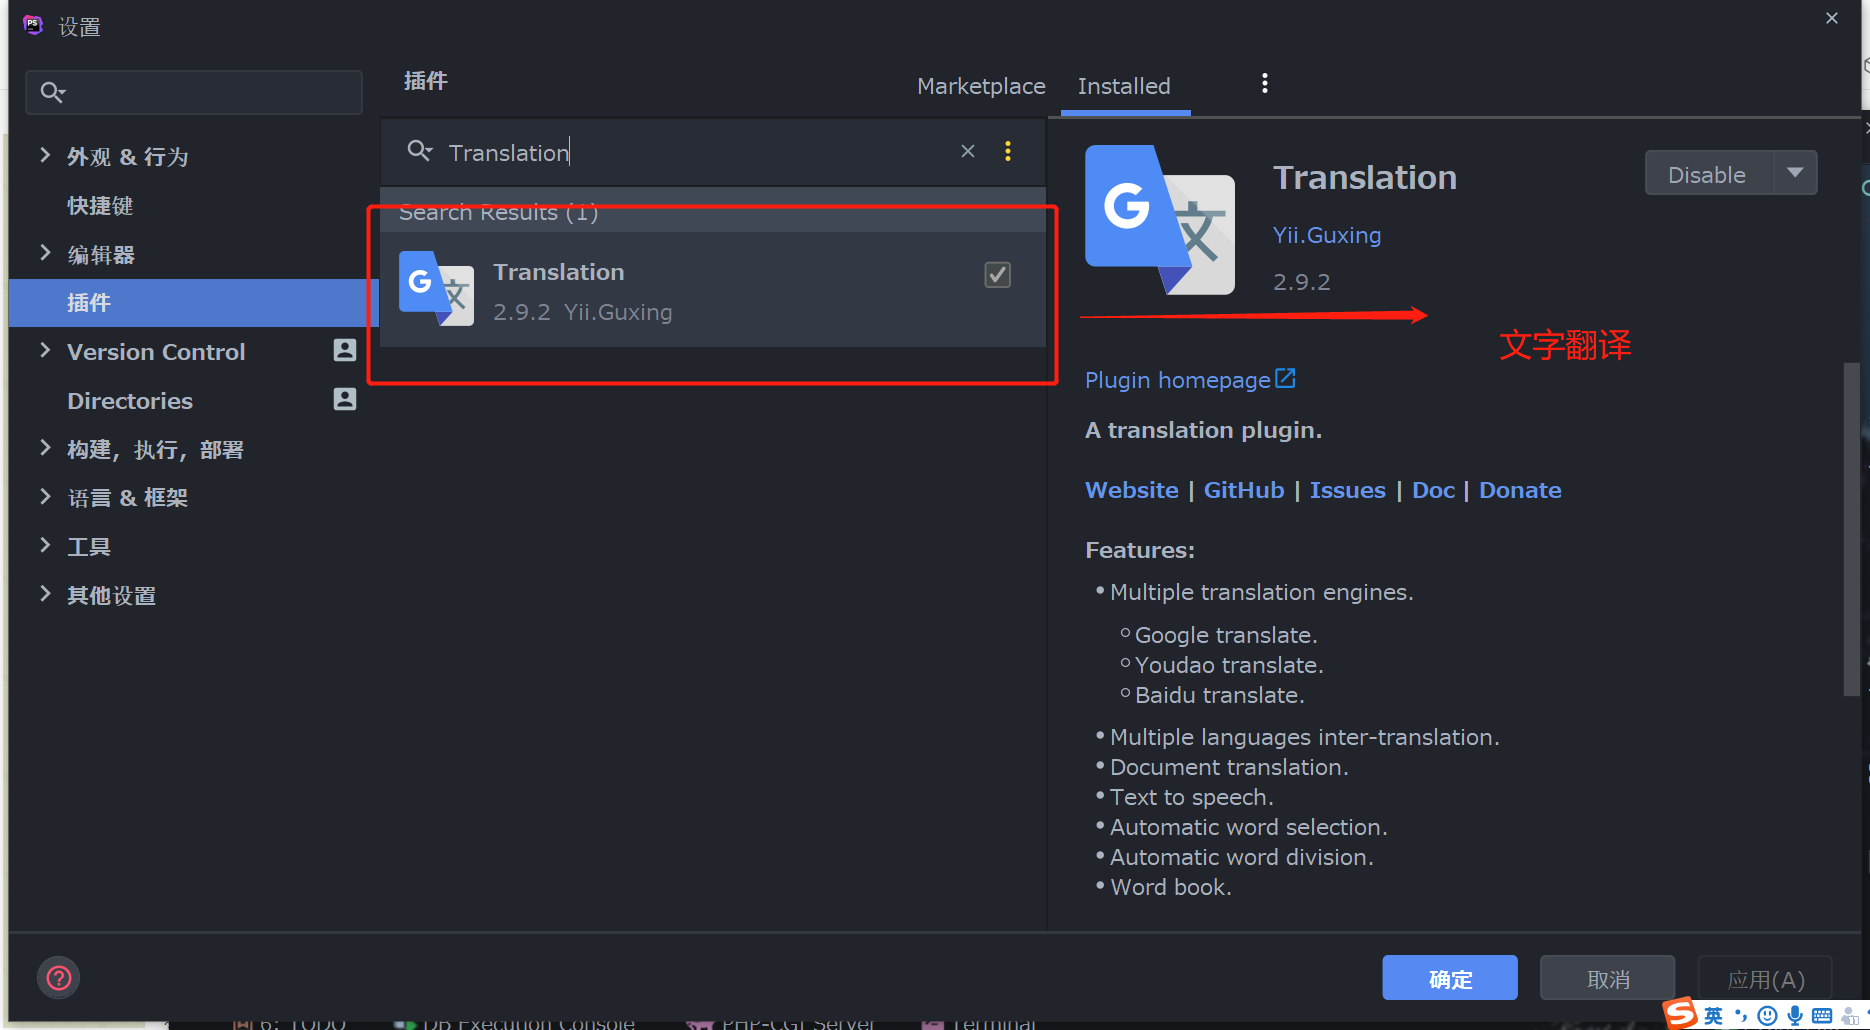 PS 设置
插件
Marketplace
Installed
外观 & 行为
快捷键
编辑器
插件
Version Control
Directories
构建，执行，部署
语言 & 框架
工具
其他设置
Translation
Search Results (1)
G 文
Translation
2.9.2 Yii.Guxing
G 文
Translation
Disable
Yii.Guxing
2.9.2
文字翻译
Plugin homepage
A translation plugin.
Website | GitHub | Issues | Doc | Donate
Features:
Multiple translation engines.
Google translate.
Youdao translate.
Baidu translate.
Multiple languages inter-translation.
Document translation.
Text to speech.
Automatic word selection.
Automatic word division.
Word book.
?
确定
取消
应用(A)
6: TODO
DB Execution Console
PHP-CGI Server
Terminal
S 英